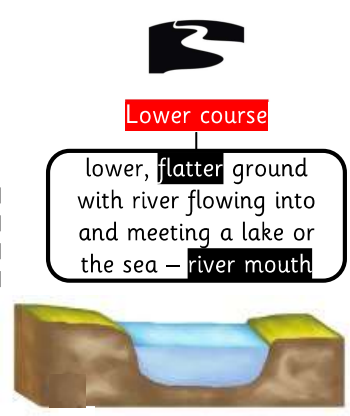 Lower course
lower, flatter ground
with river flowing into
and meeting a lake or
the sea – river mouth